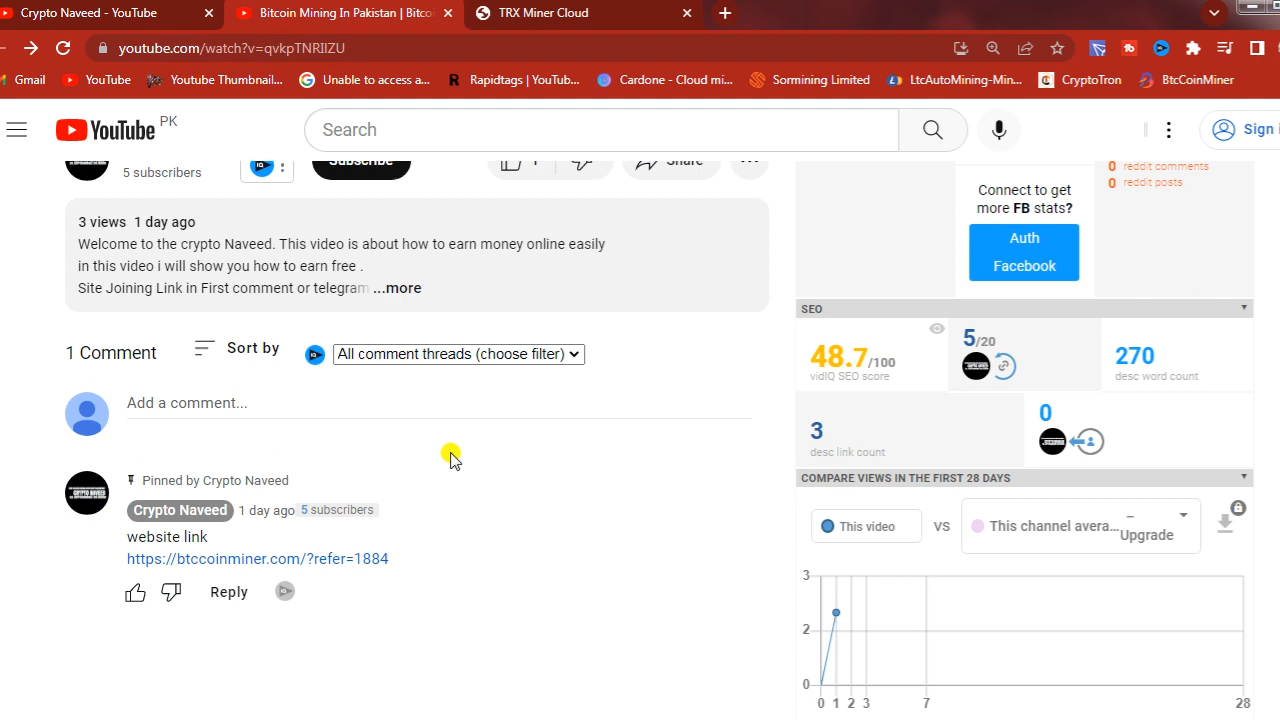 Crypto Naveed - YouTube
Bitcoin Mining In Pakistan | Bitco
TRX Miner Cloud
youtube.com/watch?v=qvkpTNRIIZU
Gmail
YouTube
Youtube Thumbnail...
Unable to access a...
Rapidtags | YouTub...
Cardone - Cloud mi...
Sormining Limited
LtcAutoMining-Min...
CryptoTron
BtcCoinMiner
YouTube PK
Search
Sign i
5 subscribers
Subscribe
1
Share
3 views 1 day ago
Welcome to the crypto Naveed. This video is about how to earn money online easily
in this video i will show you how to earn free .
Site Joining Link in First comment or telegram ...more
1 Comment
Sort by
All comment threads (choose filter)
Add a comment...
Pinned by Crypto Naveed
Crypto Naveed 1 day ago 5 subscribers
website link
https://btccoinminer.com/?refer=1884
Reply
0 reddit comments
0 reddit posts
Connect to get
more FB stats?
Auth
Facebook
SEO
48.7/100
vidIQ SEO score
5/20
270
desc word count
3
desc link count
0
COMPARE VIEWS IN THE FIRST 28 DAYS
This video
VS
This channel avera...
–
Upgrade
3
2
0
0 1 2 3 7 28